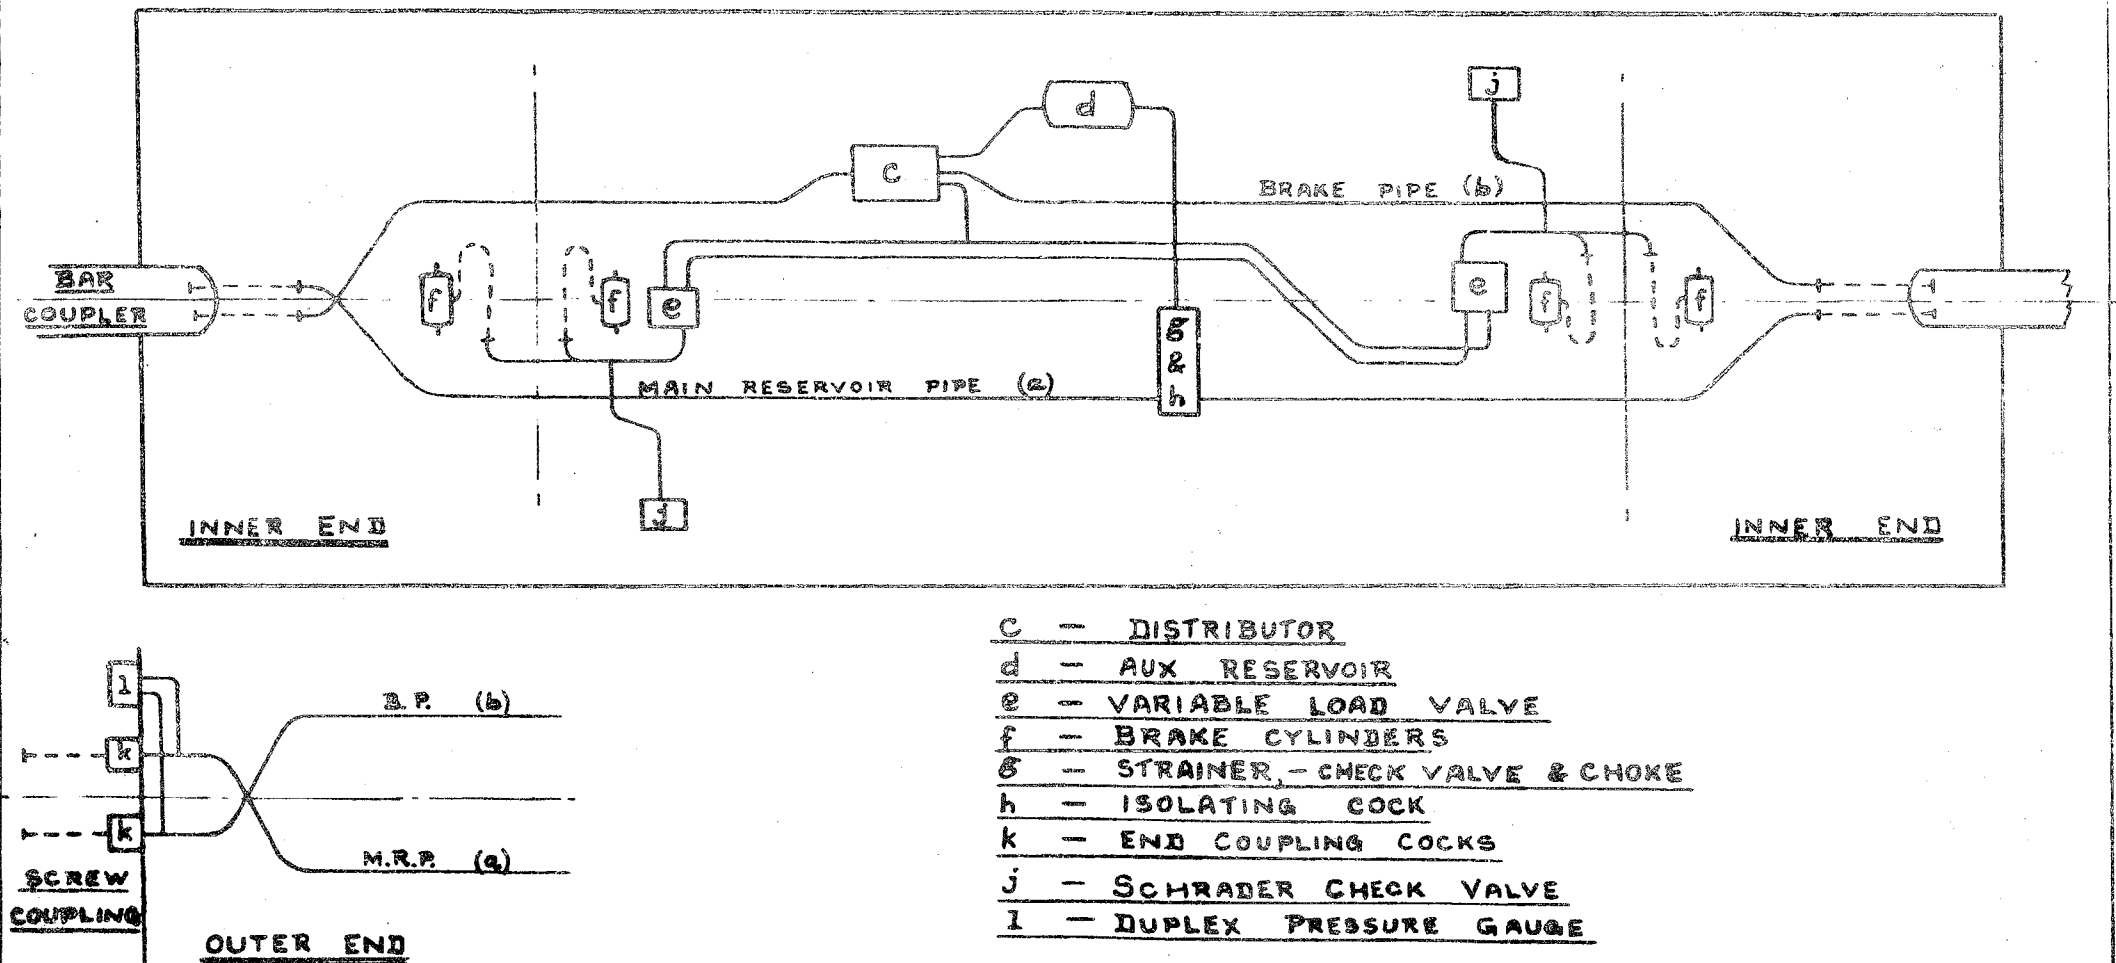 d
j
c
BRAKE PIPE (b)
BAR
COUPLER
f
f
e
e
f
f
g
&
h
MAIN RESERVOIR PIPE (a)
j
INNER END
INNER END
l
B.P. (b)
k
k
M.R.P. (a)
SCREW
COUPLING
OUTER END
C — DISTRIBUTOR
d — AUX RESERVOIR
e — VARIABLE LOAD VALVE
f — BRAKE CYLINDERS
g — STRAINER,— CHECK VALVE & CHOKE
h — ISOLATING COCK
k — END COUPLING COCKS
j — SCHRADER CHECK VALVE
l — DUPLEX PRESSURE GAUGE